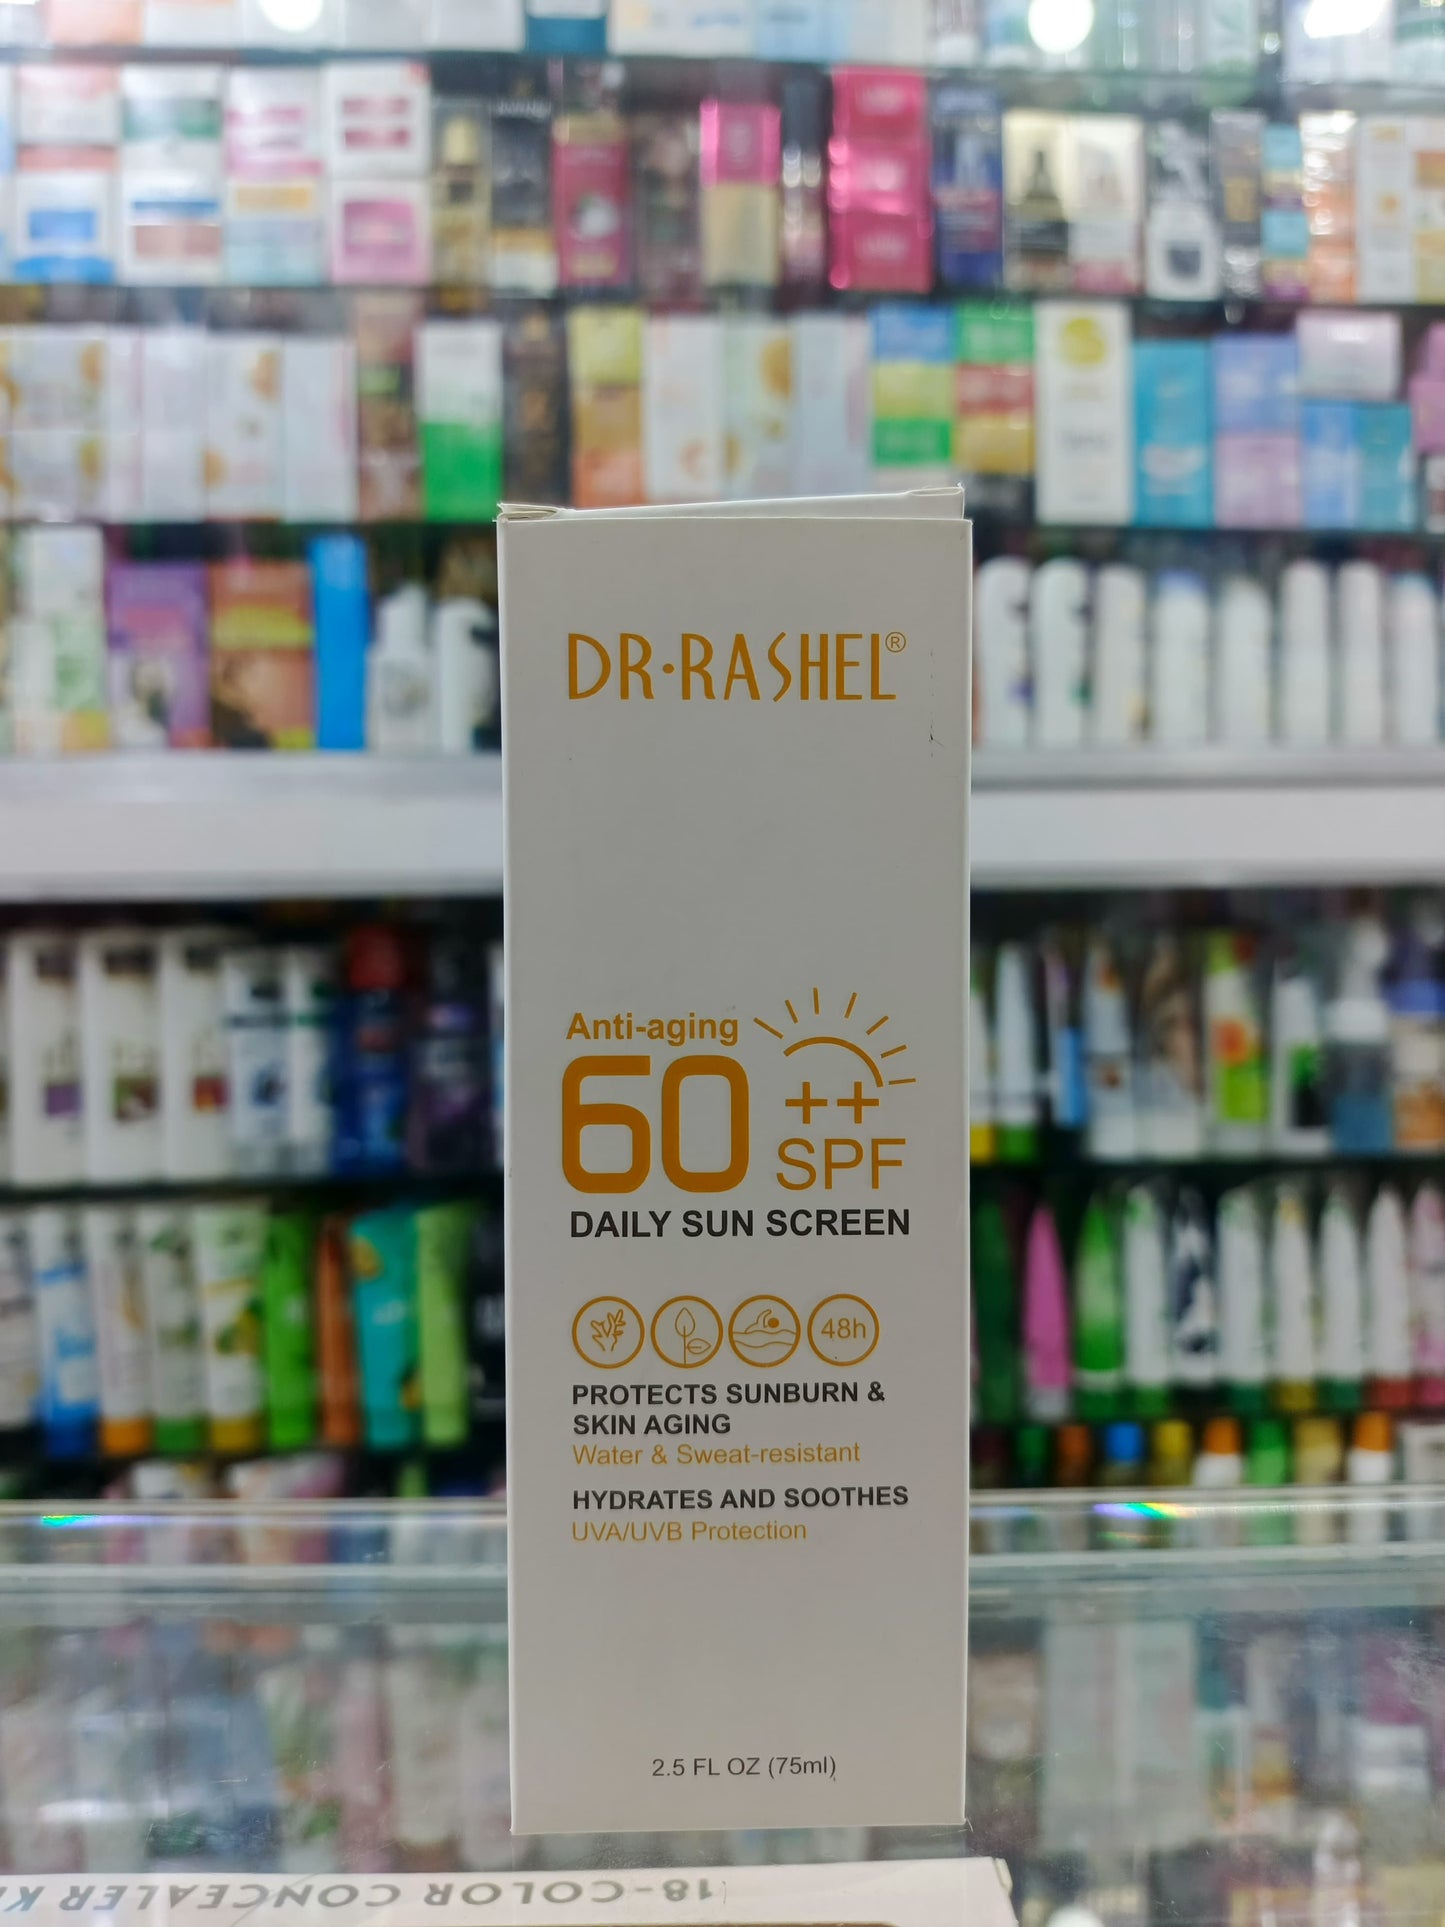 DR·RASHEL®
Anti-aging
60 ++
SPF
DAILY SUN SCREEN
48h
PROTECTS SUNBURN &
SKIN AGING
Water & Sweat-resistant
HYDRATES AND SOOTHES
UVA/UVB Protection
2.5 FL OZ (75ml)
18-COLOR CONCEALER